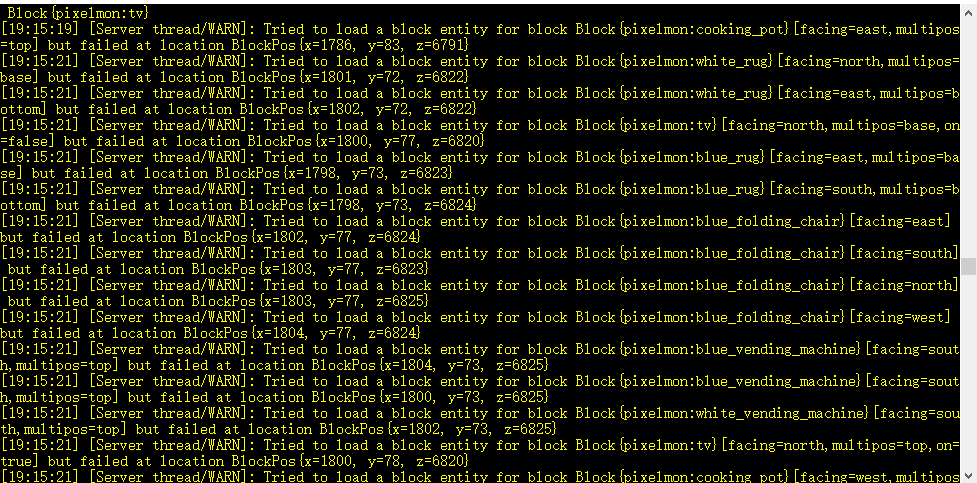 Block{pixelmon:tv}
[19:15:19] [Server thread/WARN]: Tried to load a block entity for block Block{pixelmon:cooking_pot}[facing=east,multipos
=top] but failed at location BlockPos{x=1786, y=83, z=6791}
[19:15:21] [Server thread/WARN]: Tried to load a block entity for block Block{pixelmon:white_rug}[facing=north,multipos=
base] but failed at location BlockPos{x=1801, y=72, z=6822}
[19:15:21] [Server thread/WARN]: Tried to load a block entity for block Block{pixelmon:white_rug}[facing=east,multipos=b
ottom] but failed at location BlockPos{x=1802, y=72, z=6822}
[19:15:21] [Server thread/WARN]: Tried to load a block entity for block Block{pixelmon:tv}[facing=north,multipos=base,on
=false] but failed at location BlockPos{x=1800, y=77, z=6820}
[19:15:21] [Server thread/WARN]: Tried to load a block entity for block Block{pixelmon:blue_rug}[facing=east,multipos=ba
se] but failed at location BlockPos{x=1798, y=73, z=6823}
[19:15:21] [Server thread/WARN]: Tried to load a block entity for block Block{pixelmon:blue_rug}[facing=south,multipos=b
ottom] but failed at location BlockPos{x=1798, y=73, z=6824}
[19:15:21] [Server thread/WARN]: Tried to load a block entity for block Block{pixelmon:blue_folding_chair}[facing=east]
but failed at location BlockPos{x=1802, y=77, z=6824}
[19:15:21] [Server thread/WARN]: Tried to load a block entity for block Block{pixelmon:blue_folding_chair}[facing=south]
 but failed at location BlockPos{x=1803, y=77, z=6823}
[19:15:21] [Server thread/WARN]: Tried to load a block entity for block Block{pixelmon:blue_folding_chair}[facing=north]
 but failed at location BlockPos{x=1803, y=77, z=6825}
[19:15:21] [Server thread/WARN]: Tried to load a block entity for block Block{pixelmon:blue_folding_chair}[facing=west]
but failed at location BlockPos{x=1804, y=77, z=6824}
[19:15:21] [Server thread/WARN]: Tried to load a block entity for block Block{pixelmon:blue_vending_machine}[facing=sout
h,multipos=top] but failed at location BlockPos{x=1804, y=73, z=6825}
[19:15:21] [Server thread/WARN]: Tried to load a block entity for block Block{pixelmon:blue_vending_machine}[facing=sout
h,multipos=top] but failed at location BlockPos{x=1800, y=73, z=6825}
[19:15:21] [Server thread/WARN]: Tried to load a block entity for block Block{pixelmon:white_vending_machine}[facing=sou
th,multipos=top] but failed at location BlockPos{x=1802, y=73, z=6825}
[19:15:21] [Server thread/WARN]: Tried to load a block entity for block Block{pixelmon:tv}[facing=north,multipos=top,on=
true] but failed at location BlockPos{x=1800, y=78, z=6820}
[19:15:21] [Server thread/WARN]: Tried to load a block entity for block Block{pixelmon:cooking_pot}[facing=west,multipos